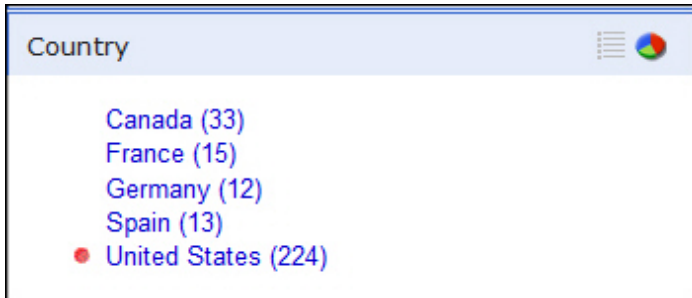 Country
Canada (33)
France (15)
Germany (12)
Spain (13)
United States (224)